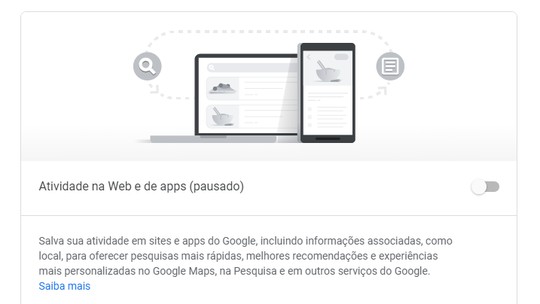 Atividade na Web e de apps (pausado)
Salva sua atividade em sites e apps do Google, incluindo informações associadas, como
local, para oferecer pesquisas mais rápidas, melhores recomendações e experiências
mais personalizadas no Google Maps, na Pesquisa e em outros serviços do Google.
Saiba mais